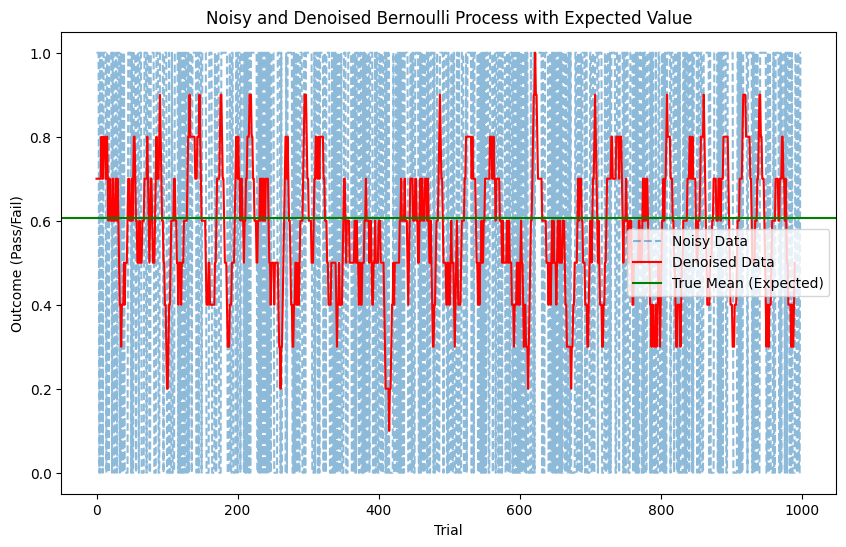 Noisy and Denoised Bernoulli Process with Expected Value
Outcome (Pass/Fail)
1.0
0.8
0.6
0.4
0.2
0.0
Noisy Data
Denoised Data
True Mean (Expected)
0
200
400
600
800
1000
Trial